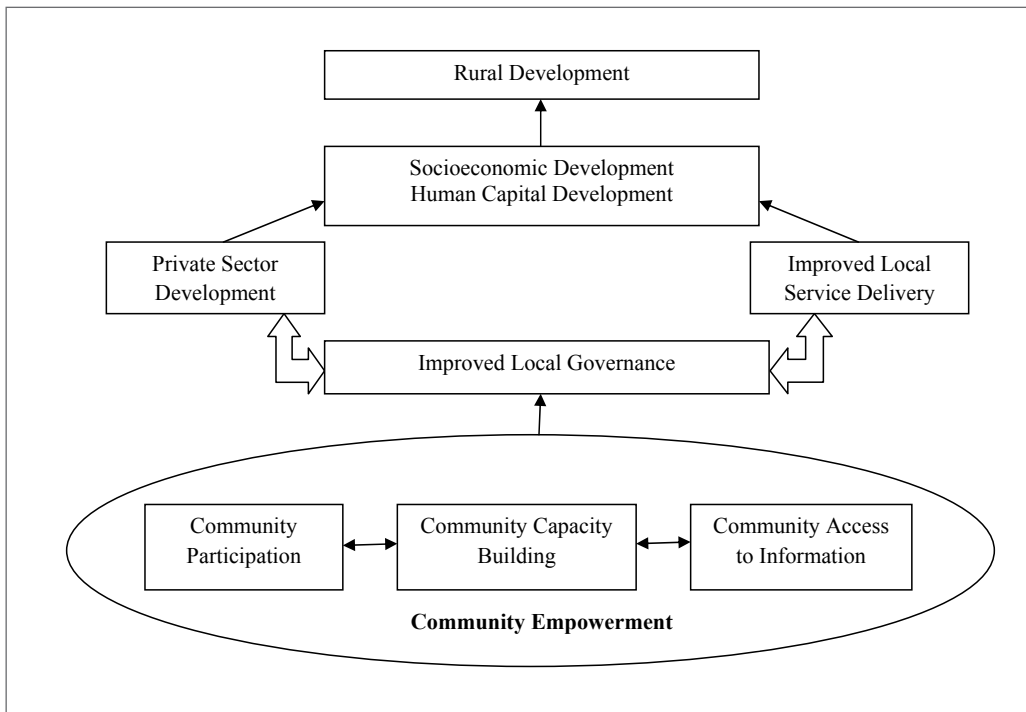 Rural Development
Socioeconomic Development
Human Capital Development
Private Sector
Development
Improved Local
Service Delivery
Improved Local Governance
Community
Participation
Community Capacity
Building
Community Access
to Information
Community Empowerment